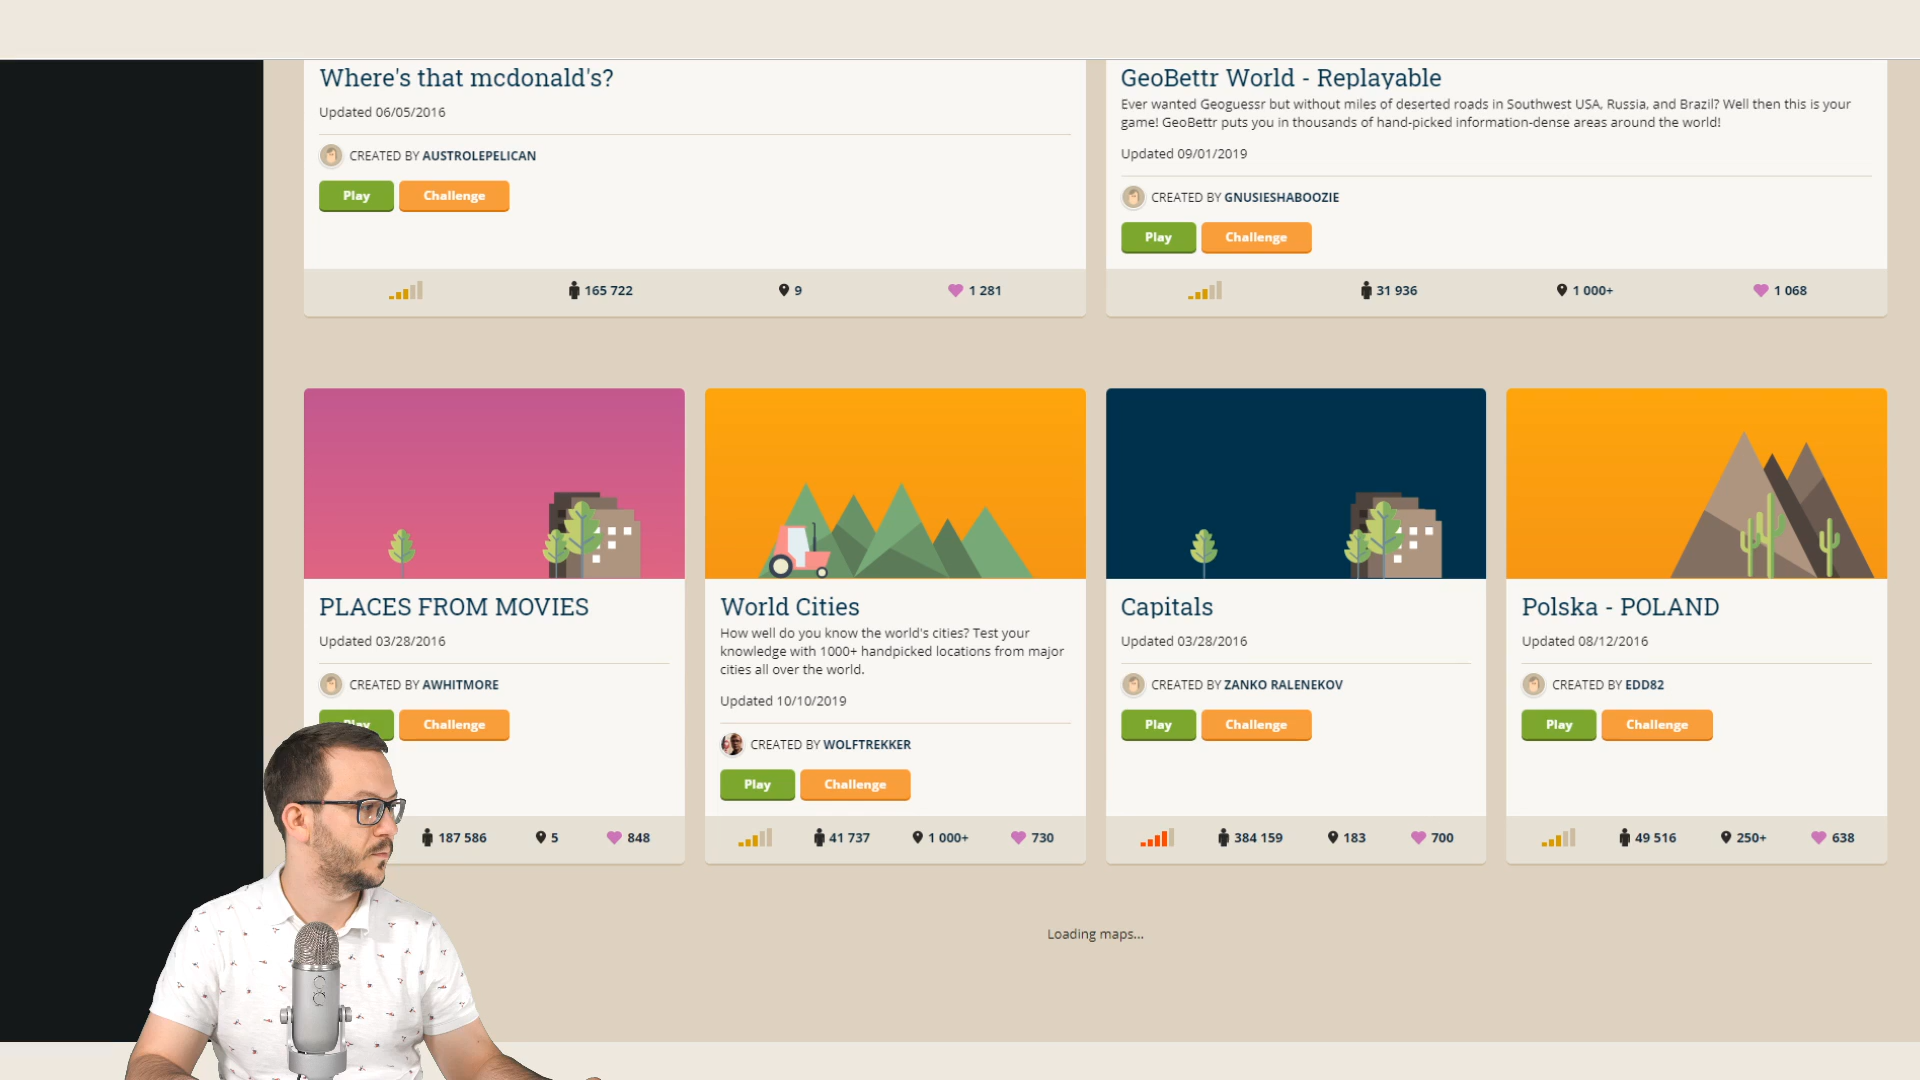 Where's that mcdonald's?
Updated 06/05/2016
CREATED BY AUSTROLEPELICAN
Play Challenge
165 722 9 1 281
GeoBettr World - Replayable
Ever wanted Geoguessr but without miles of deserted roads in Southwest USA, Russia, and Brazil? Well then this is your
game! GeoBettr puts you in thousands of hand-picked information-dense areas around the world!
Updated 09/01/2019
CREATED BY GNUSIESHABOOZIE
Play Challenge
31 936 1 000+ 1 068
PLACES FROM MOVIES
Updated 03/28/2016
CREATED BY AWHITMORE
Play Challenge
187 586 5 848
World Cities
How well do you know the world's cities? Test your
knowledge with 1000+ handpicked locations from major
cities all over the world.
Updated 10/10/2019
CREATED BY WOLFTREKKER
Play Challenge
41 737 1 000+ 730
Capitals
Updated 03/28/2016
CREATED BY ZANKO RALENEKOV
Play Challenge
384 159 183 700
Polska - POLAND
Updated 08/12/2016
CREATED BY EDD82
Play Challenge
49 516 250+ 638
Loading maps...